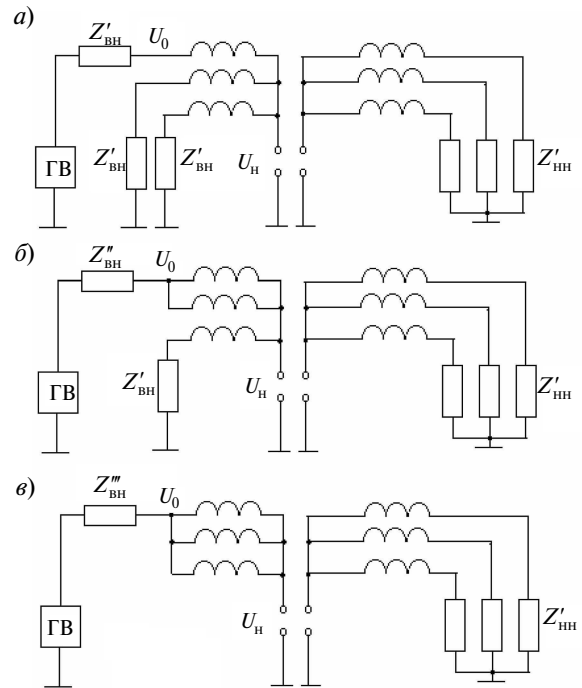 а)
Z′вн U₀
ГВ Z′вн Z′вн Uн Z′нн
б)
Z″вн U₀
ГВ Z′вн Uн Z′нн
в)
Z‴вн U₀
ГВ Uн Z′нн